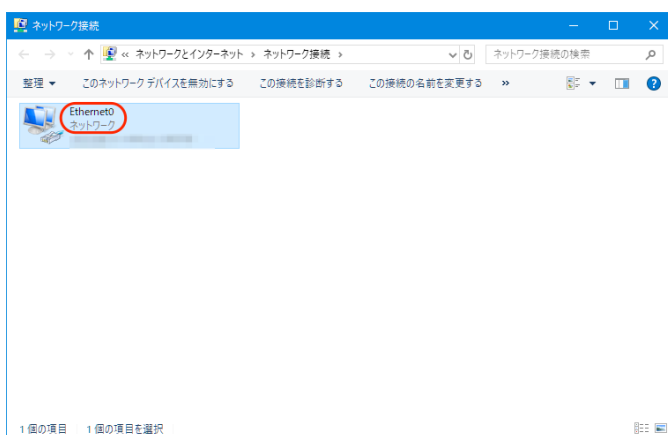 ネットワーク接続
« ネットワークとインターネット › ネットワーク接続 ›
ネットワーク接続の検索
整理 このネットワーク デバイスを無効にする この接続を診断する この接続の名前を変更する »
Ethernet0
ネットワーク
1 個の項目 1 個の項目を選択